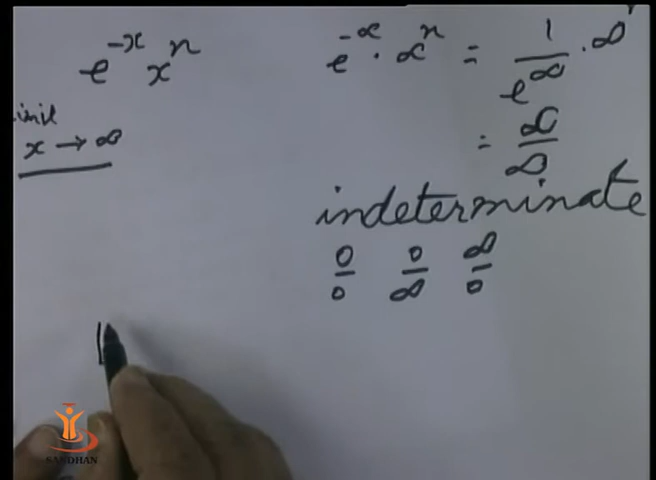 e^{-x} x^n
limit
x → ∞
e^{-∝} · ∝^n = 1/e^∞ · ∞^n
= ∝/∞
indeterminate
0/0 0/∞ ∞/0
SANDHAN